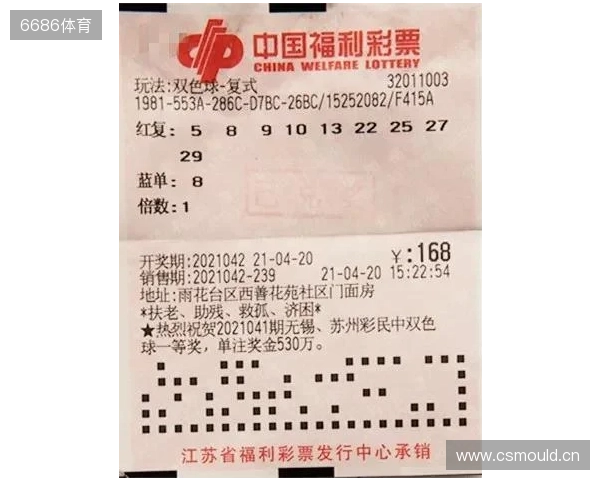 6686体育
中国福利彩票
CHINA WELFARE LOTTERY
玩法:双色球-复式 32011003
1981-553A-286C-D7BC-26BC/15252082/F415A
红复: 5 8 9 10 13 22 25 27
29
蓝单: 8
倍数:1
开奖期:2021042 21-04-20 ¥:168
销售期:2021042-239 21-04-20 15:22:54
地址:雨花台区西善花苑社区门面房
*扶老、助残、救孤、济困*
★热烈祝贺2021041期无锡、苏州彩民中双色
球一等奖，单注奖金530万。
江苏省福利彩票发行中心承销
www.csmould.cn